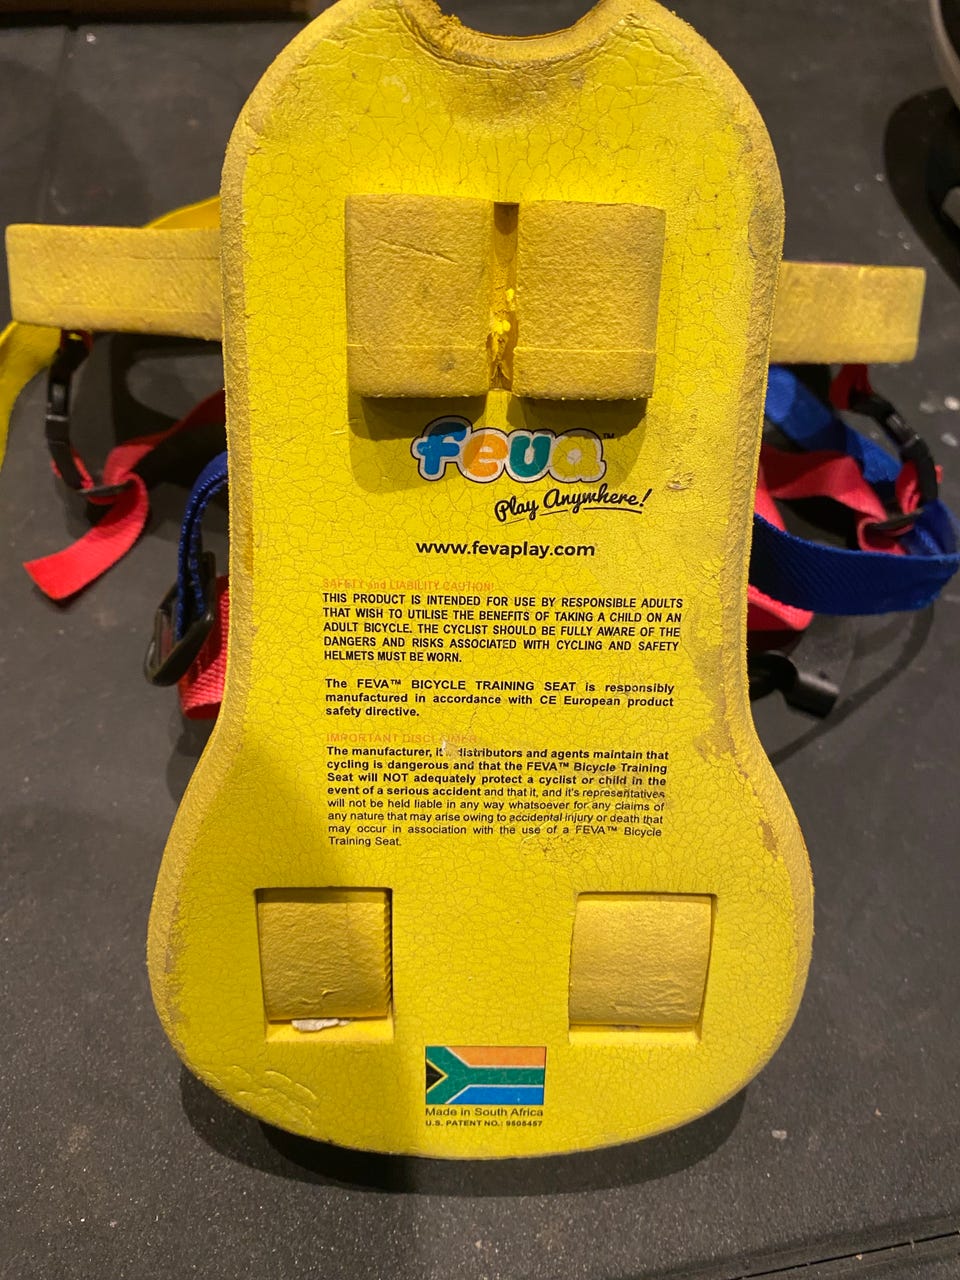 feva™
Play Anywhere!
www.fevaplay.com
SAFETY and LIABILITY CAUTION!
THIS PRODUCT IS INTENDED FOR USE BY RESPONSIBLE ADULTS
THAT WISH TO UTILISE THE BENEFITS OF TAKING A CHILD ON AN
ADULT BICYCLE. THE CYCLIST SHOULD BE FULLY AWARE OF THE
DANGERS AND RISKS ASSOCIATED WITH CYCLING AND SAFETY
HELMETS MUST BE WORN.
The FEVA™ BICYCLE TRAINING SEAT is responsibly
manufactured in accordance with CE European product
safety directive.
IMPORTANT DISCLAIMER!
The manufacturer, it's distributors and agents maintain that
cycling is dangerous and that the FEVA™ Bicycle Training
Seat will NOT adequately protect a cyclist or child in the
event of a serious accident and that it, and it's representatives
will not be held liable in any way whatsoever for any claims of
any nature that may arise owing to accidental injury or death that
may occur in association with the use of a FEVA™ Bicycle
Training Seat.
Made in South Africa
U.S. PATENT NO.: 9505457